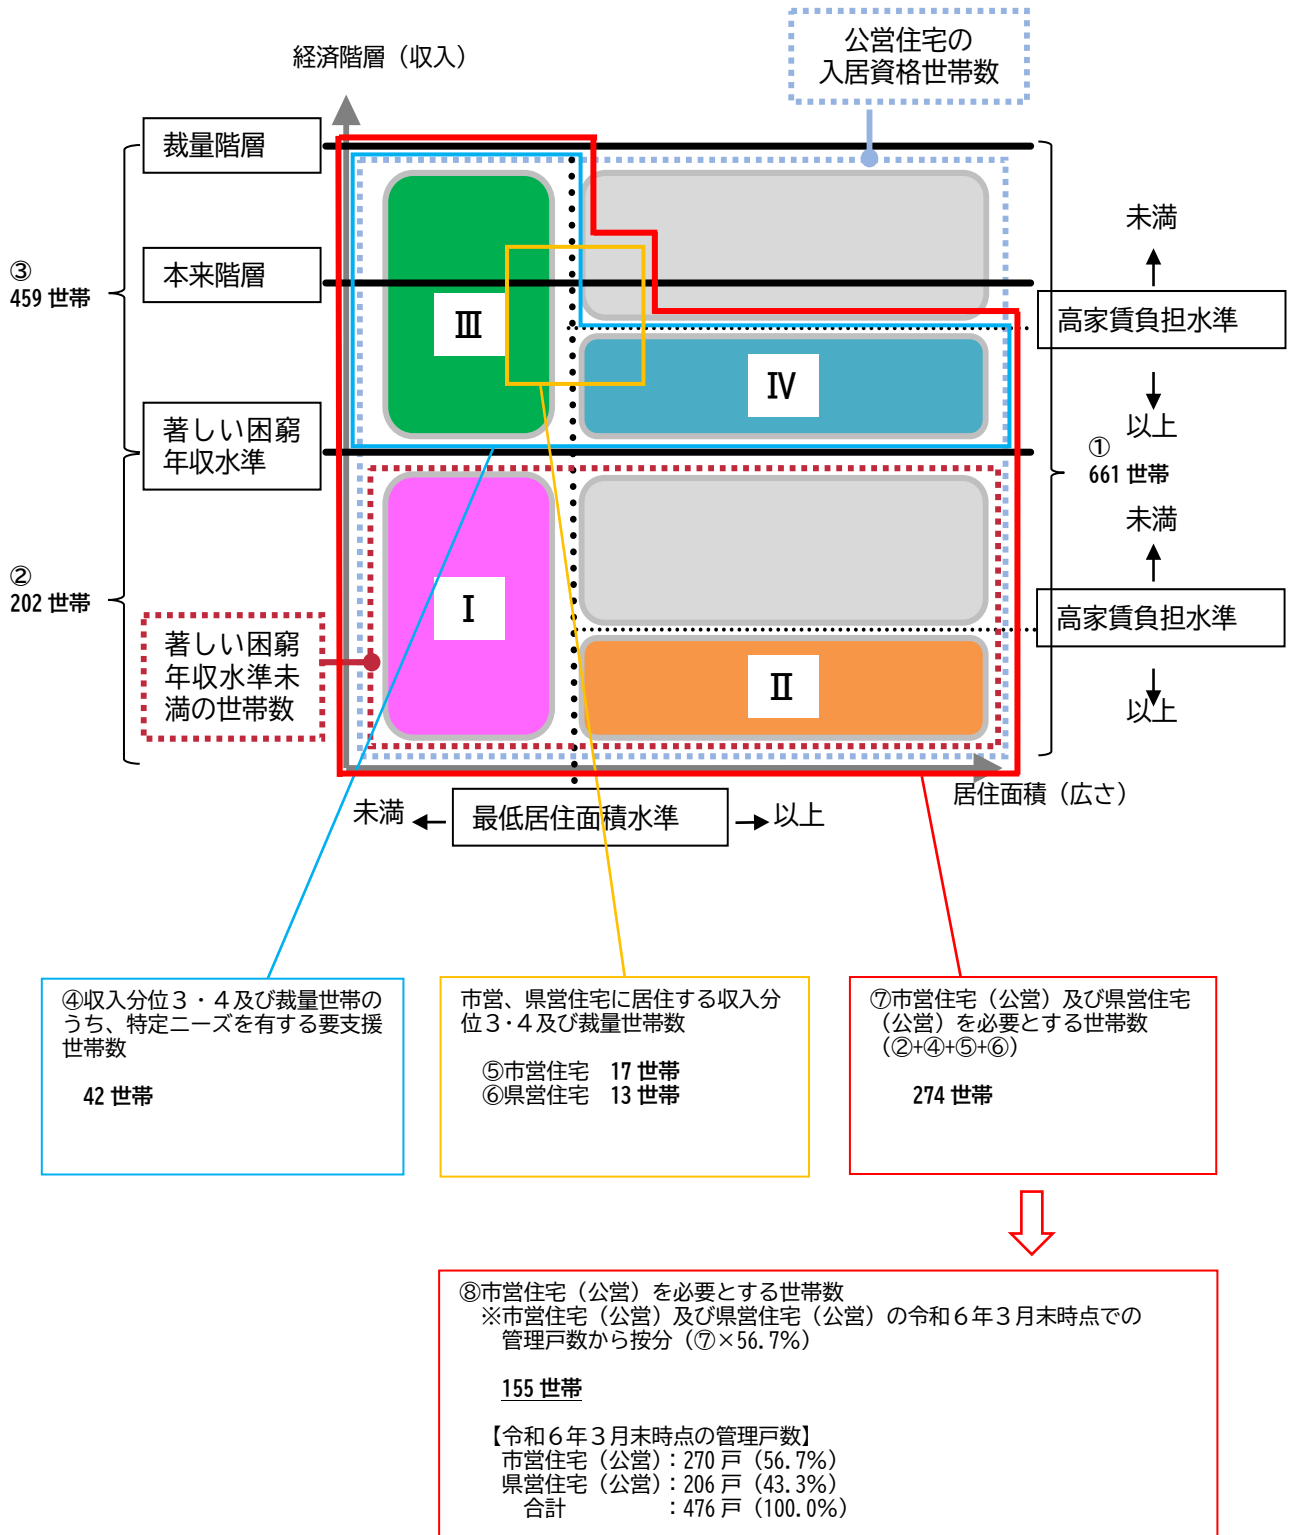 公営住宅の
入居資格世帯数
経済階層（収入）
裁量階層
本来階層
③
459 世帯
著しい困窮
年収水準
②
202 世帯
著しい困窮
年収水準未
満の世帯数
Ⅲ
Ⅳ
Ⅰ
Ⅱ
未満
高家賃負担水準
以上
①
661 世帯
未満
高家賃負担水準
以上
居住面積（広さ）
未満
最低居住面積水準
以上
④収入分位３・４及び裁量世帯の
うち、特定ニーズを有する要支援
世帯数
42 世帯
市営、県営住宅に居住する収入分
位３･４及び裁量世帯数
⑤市営住宅　17 世帯
⑥県営住宅　13 世帯
⑦市営住宅（公営）及び県営住宅
（公営）を必要とする世帯数
（②+④+⑤+⑥）
274 世帯
⑧市営住宅（公営）を必要とする世帯数
※市営住宅（公営）及び県営住宅（公営）の令和６年３月末時点での
管理戸数から按分（⑦×56.7%）
155 世帯
【令和６年３月末時点の管理戸数】
市営住宅（公営）：270 戸（56.7%）
県営住宅（公営）：206 戸（43.3%）
合計　　　　　：476 戸（100.0%）